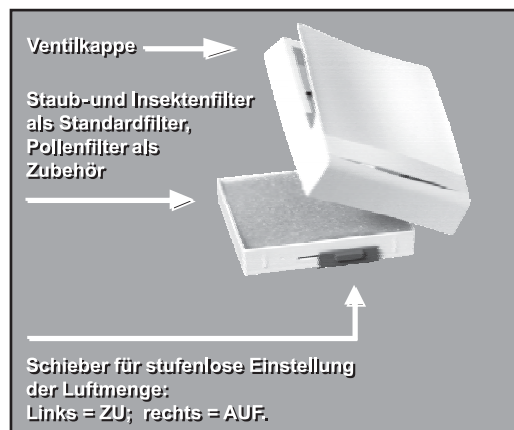 Ventilkappe
Staub-und Insektenfilter
als Standardfilter,
Pollenfilter als
Zubehör
Schieber für stufenlose Einstellung
der Luftmenge:
Links = ZU; rechts = AUF.